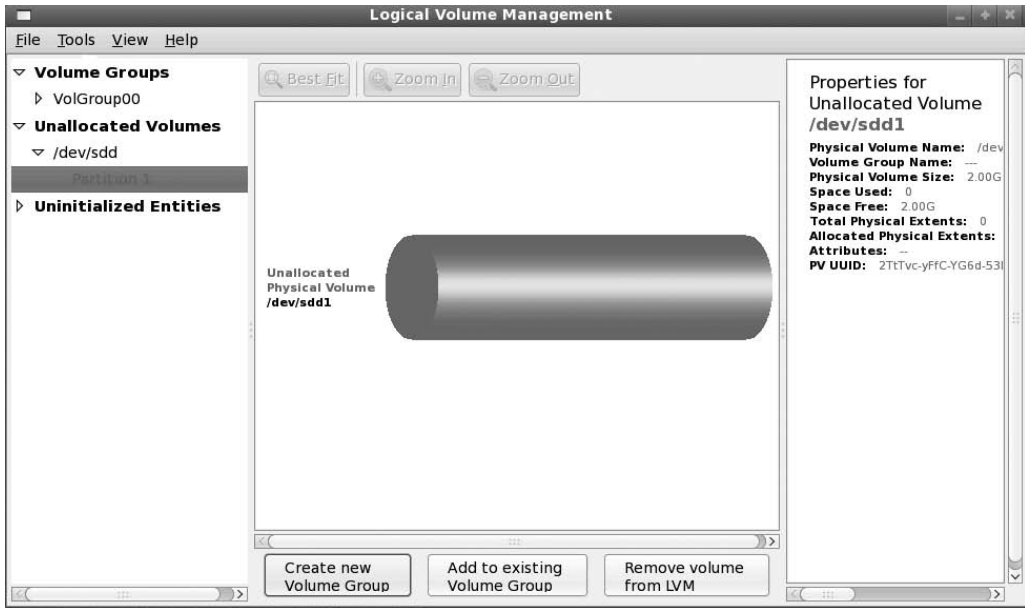 Logical Volume Management
File Tools View Help
Volume Groups
VolGroup00
Unallocated Volumes
/dev/sdd
Partition 1
Uninitialized Entities
Best Fit
Zoom In
Zoom Out
Unallocated
Physical Volume
/dev/sdd1
Create new
Volume Group
Add to existing
Volume Group
Remove volume
from LVM
Properties for
Unallocated Volume
/dev/sdd1
Physical Volume Name: /dev
Volume Group Name: ---
Physical Volume Size: 2.00G
Space Used: 0
Space Free: 2.00G
Total Physical Extents: 0
Allocated Physical Extents:
Attributes: --
PV UUID: 2TtTvc-yFfC-YG6d-53